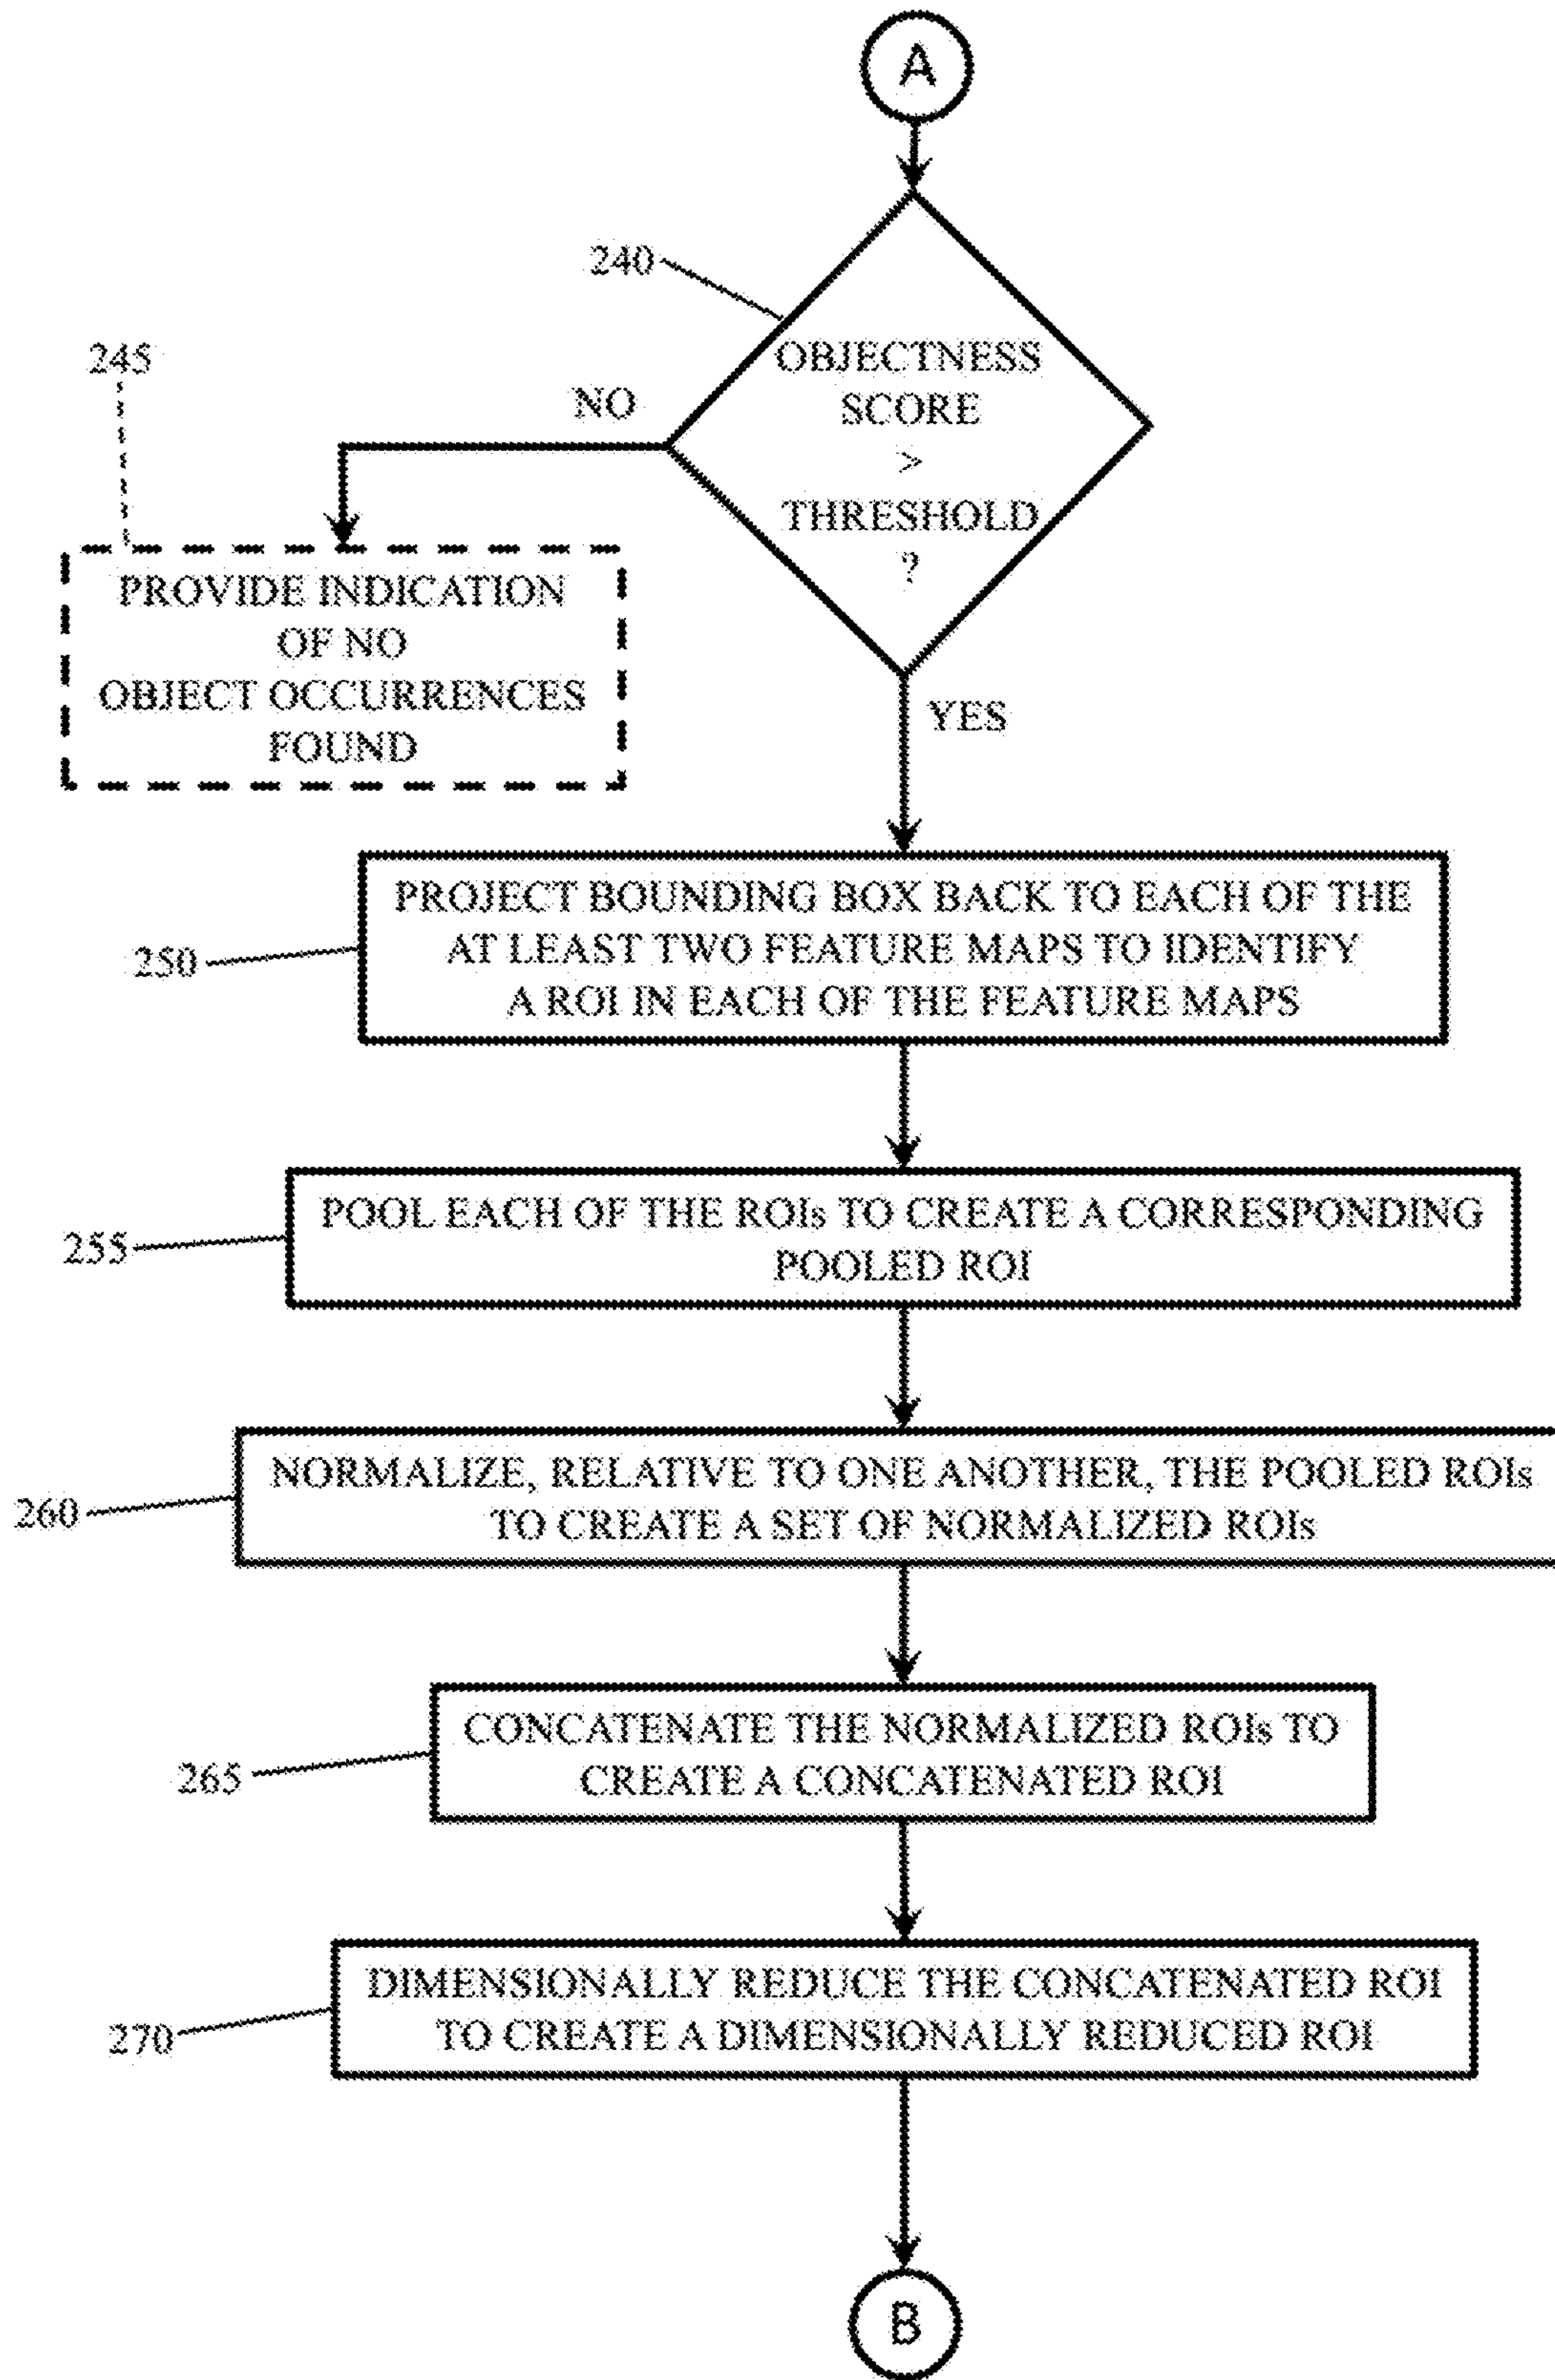 A
240
OBJECTNESS
SCORE
>
THRESHOLD
?
NO
245
PROVIDE INDICATION
OF NO
OBJECT OCCURRENCES
FOUND
YES
250
PROJECT BOUNDING BOX BACK TO EACH OF THE
AT LEAST TWO FEATURE MAPS TO IDENTIFY
A ROI IN EACH OF THE FEATURE MAPS
255
POOL EACH OF THE ROIs TO CREATE A CORRESPONDING
POOLED ROI
260
NORMALIZE, RELATIVE TO ONE ANOTHER, THE POOLED ROIs
TO CREATE A SET OF NORMALIZED ROIs
265
CONCATENATE THE NORMALIZED ROIs TO
CREATE A CONCATENATED ROI
270
DIMENSIONALLY REDUCE THE CONCATENATED ROI
TO CREATE A DIMENSIONALLY REDUCED ROI
B